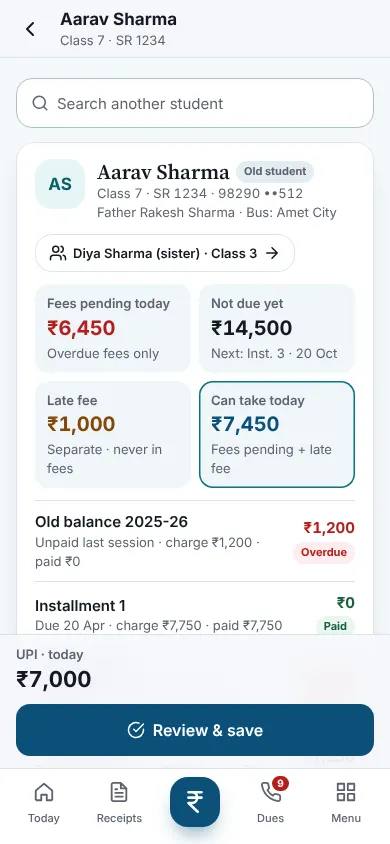 Aarav Sharma
Class 7 · SR 1234
Search another student
AS
Aarav Sharma Old student
Class 7 · SR 1234 · 98290 ••512
Father Rakesh Sharma · Bus: Amet City
Diya Sharma (sister) · Class 3 →
Fees pending today
₹6,450
Overdue fees only
Not due yet
₹14,500
Next: Inst. 3 · 20 Oct
Late fee
₹1,000
Separate · never in
fees
Can take today
₹7,450
Fees pending + late
fee
Old balance 2025-26
Unpaid last session · charge ₹1,200 ·
paid ₹0
₹1,200
Overdue
Installment 1
Due 20 Apr · charge ₹7,750 · paid ₹7,750
₹0
Paid
UPI · today
₹7,000
Review & save
Today
Receipts
₹
9
Dues
Menu